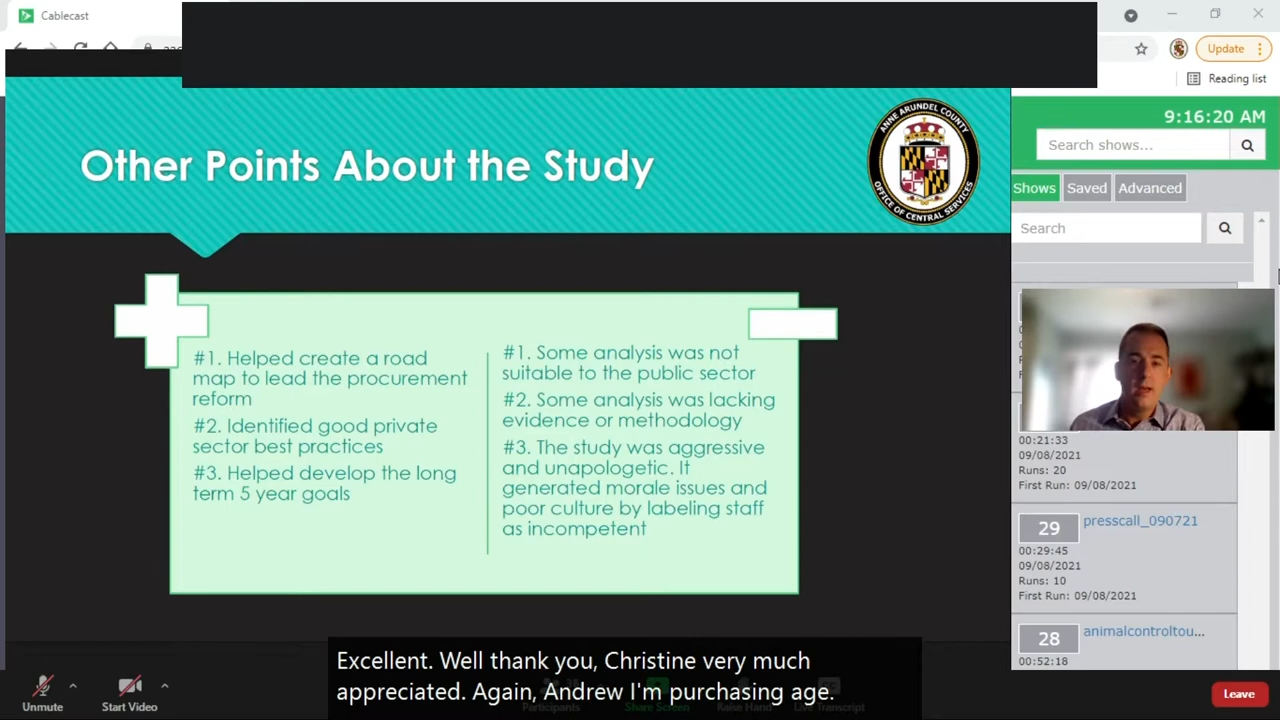 Cablecast
Update
Reading list
Other Points About the Study
ANNE ARUNDEL COUNTY
OFFICE OF CENTRAL SERVICES
9:16:20 AM
Search shows...
Shows
Saved
Advanced
Search
#1. Helped create a road
map to lead the procurement
reform
#2. Identified good private
sector best practices
#3. Helped develop the long
term 5 year goals
#1. Some analysis was not
suitable to the public sector
#2. Some analysis was lacking
evidence or methodology
#3. The study was aggressive
and unapologetic. It
generated morale issues and
poor culture by labeling staff
as incompetent
00:21:33
09/08/2021
Runs: 20
First Run: 09/08/2021
29
presscall_090721
00:29:45
09/08/2021
Runs: 10
First Run: 09/08/2021
28
animalcontroltou...
00:52:18
Excellent. Well thank you, Christine very much
appreciated. Again, Andrew I'm purchasing age.
Unmute
Start Video
Participants
Share Screen
Raise Hand
Live Transcript
Leave